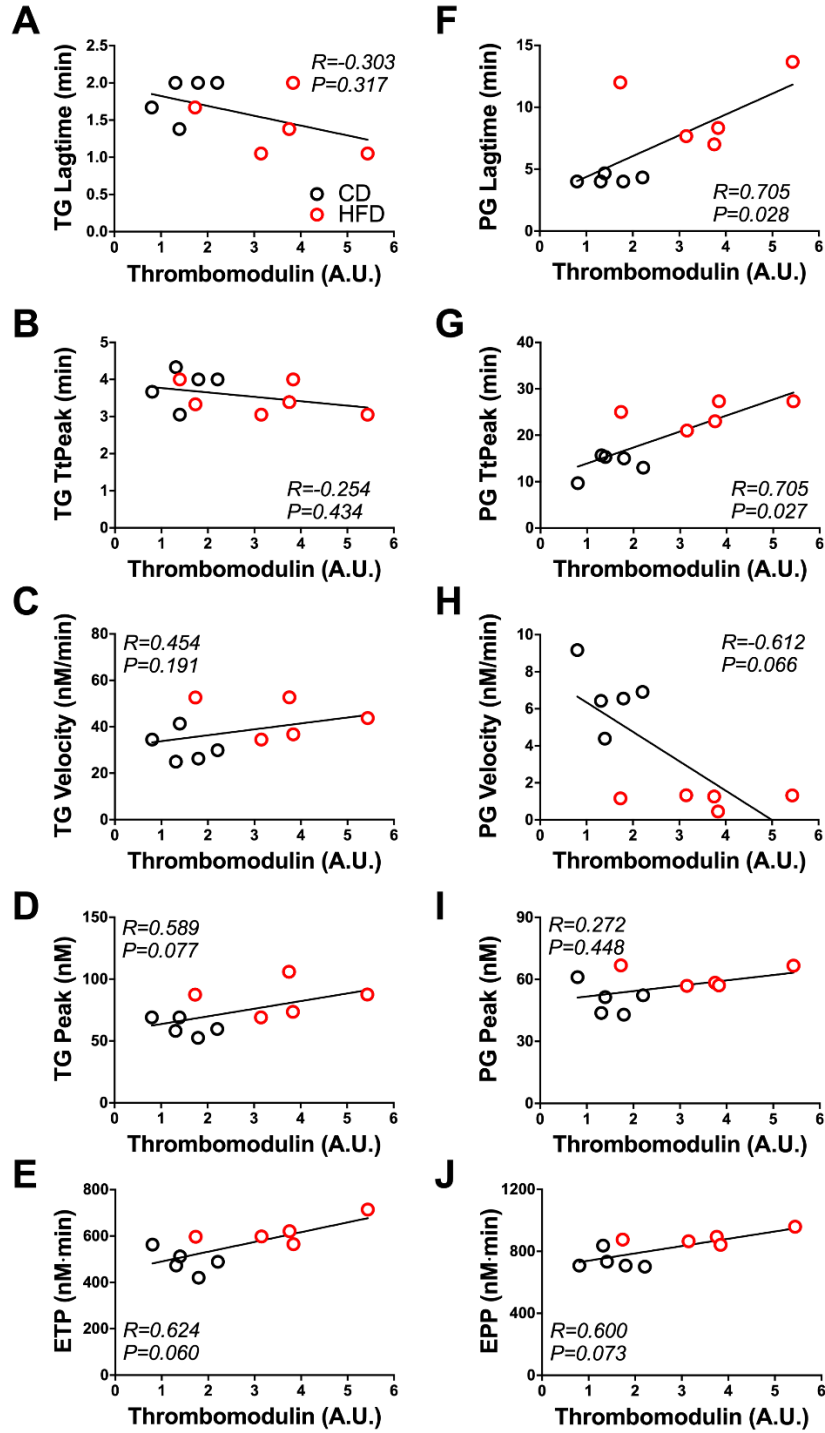 A
TG Lagtime (min)
2.5
2.0
1.5
1.0
0.5
0.0
R=-0.303
P=0.317
CD
HFD
0 1 2 3 4 5 6
Thrombomodulin (A.U.)
F
PG Lagtime (min)
15
10
5
0
R=0.705
P=0.028
0 1 2 3 4 5 6
Thrombomodulin (A.U.)
B
TG TtPeak (min)
5
4
3
2
1
0
R=-0.254
P=0.434
0 1 2 3 4 5 6
Thrombomodulin (A.U.)
G
PG TtPeak (min)
40
30
20
10
0
R=0.705
P=0.027
0 1 2 3 4 5 6
Thrombomodulin (A.U.)
C
TG Velocity (nM/min)
80
60
40
20
0
R=0.454
P=0.191
0 1 2 3 4 5 6
Thrombomodulin (A.U.)
H
PG Velocity (nM/min)
10
8
6
4
2
0
R=-0.612
P=0.066
0 1 2 3 4 5 6
Thrombomodulin (A.U.)
D
TG Peak (nM)
150
100
50
0
R=0.589
P=0.077
0 1 2 3 4 5 6
Thrombomodulin (A.U.)
I
PG Peak (nM)
90
60
30
0
R=0.272
P=0.448
0 1 2 3 4 5 6
Thrombomodulin (A.U.)
E
ETP (nM·min)
800
600
400
200
0
R=0.624
P=0.060
0 1 2 3 4 5 6
Thrombomodulin (A.U.)
J
EPP (nM·min)
1200
800
400
0
R=0.600
P=0.073
0 1 2 3 4 5 6
Thrombomodulin (A.U.)